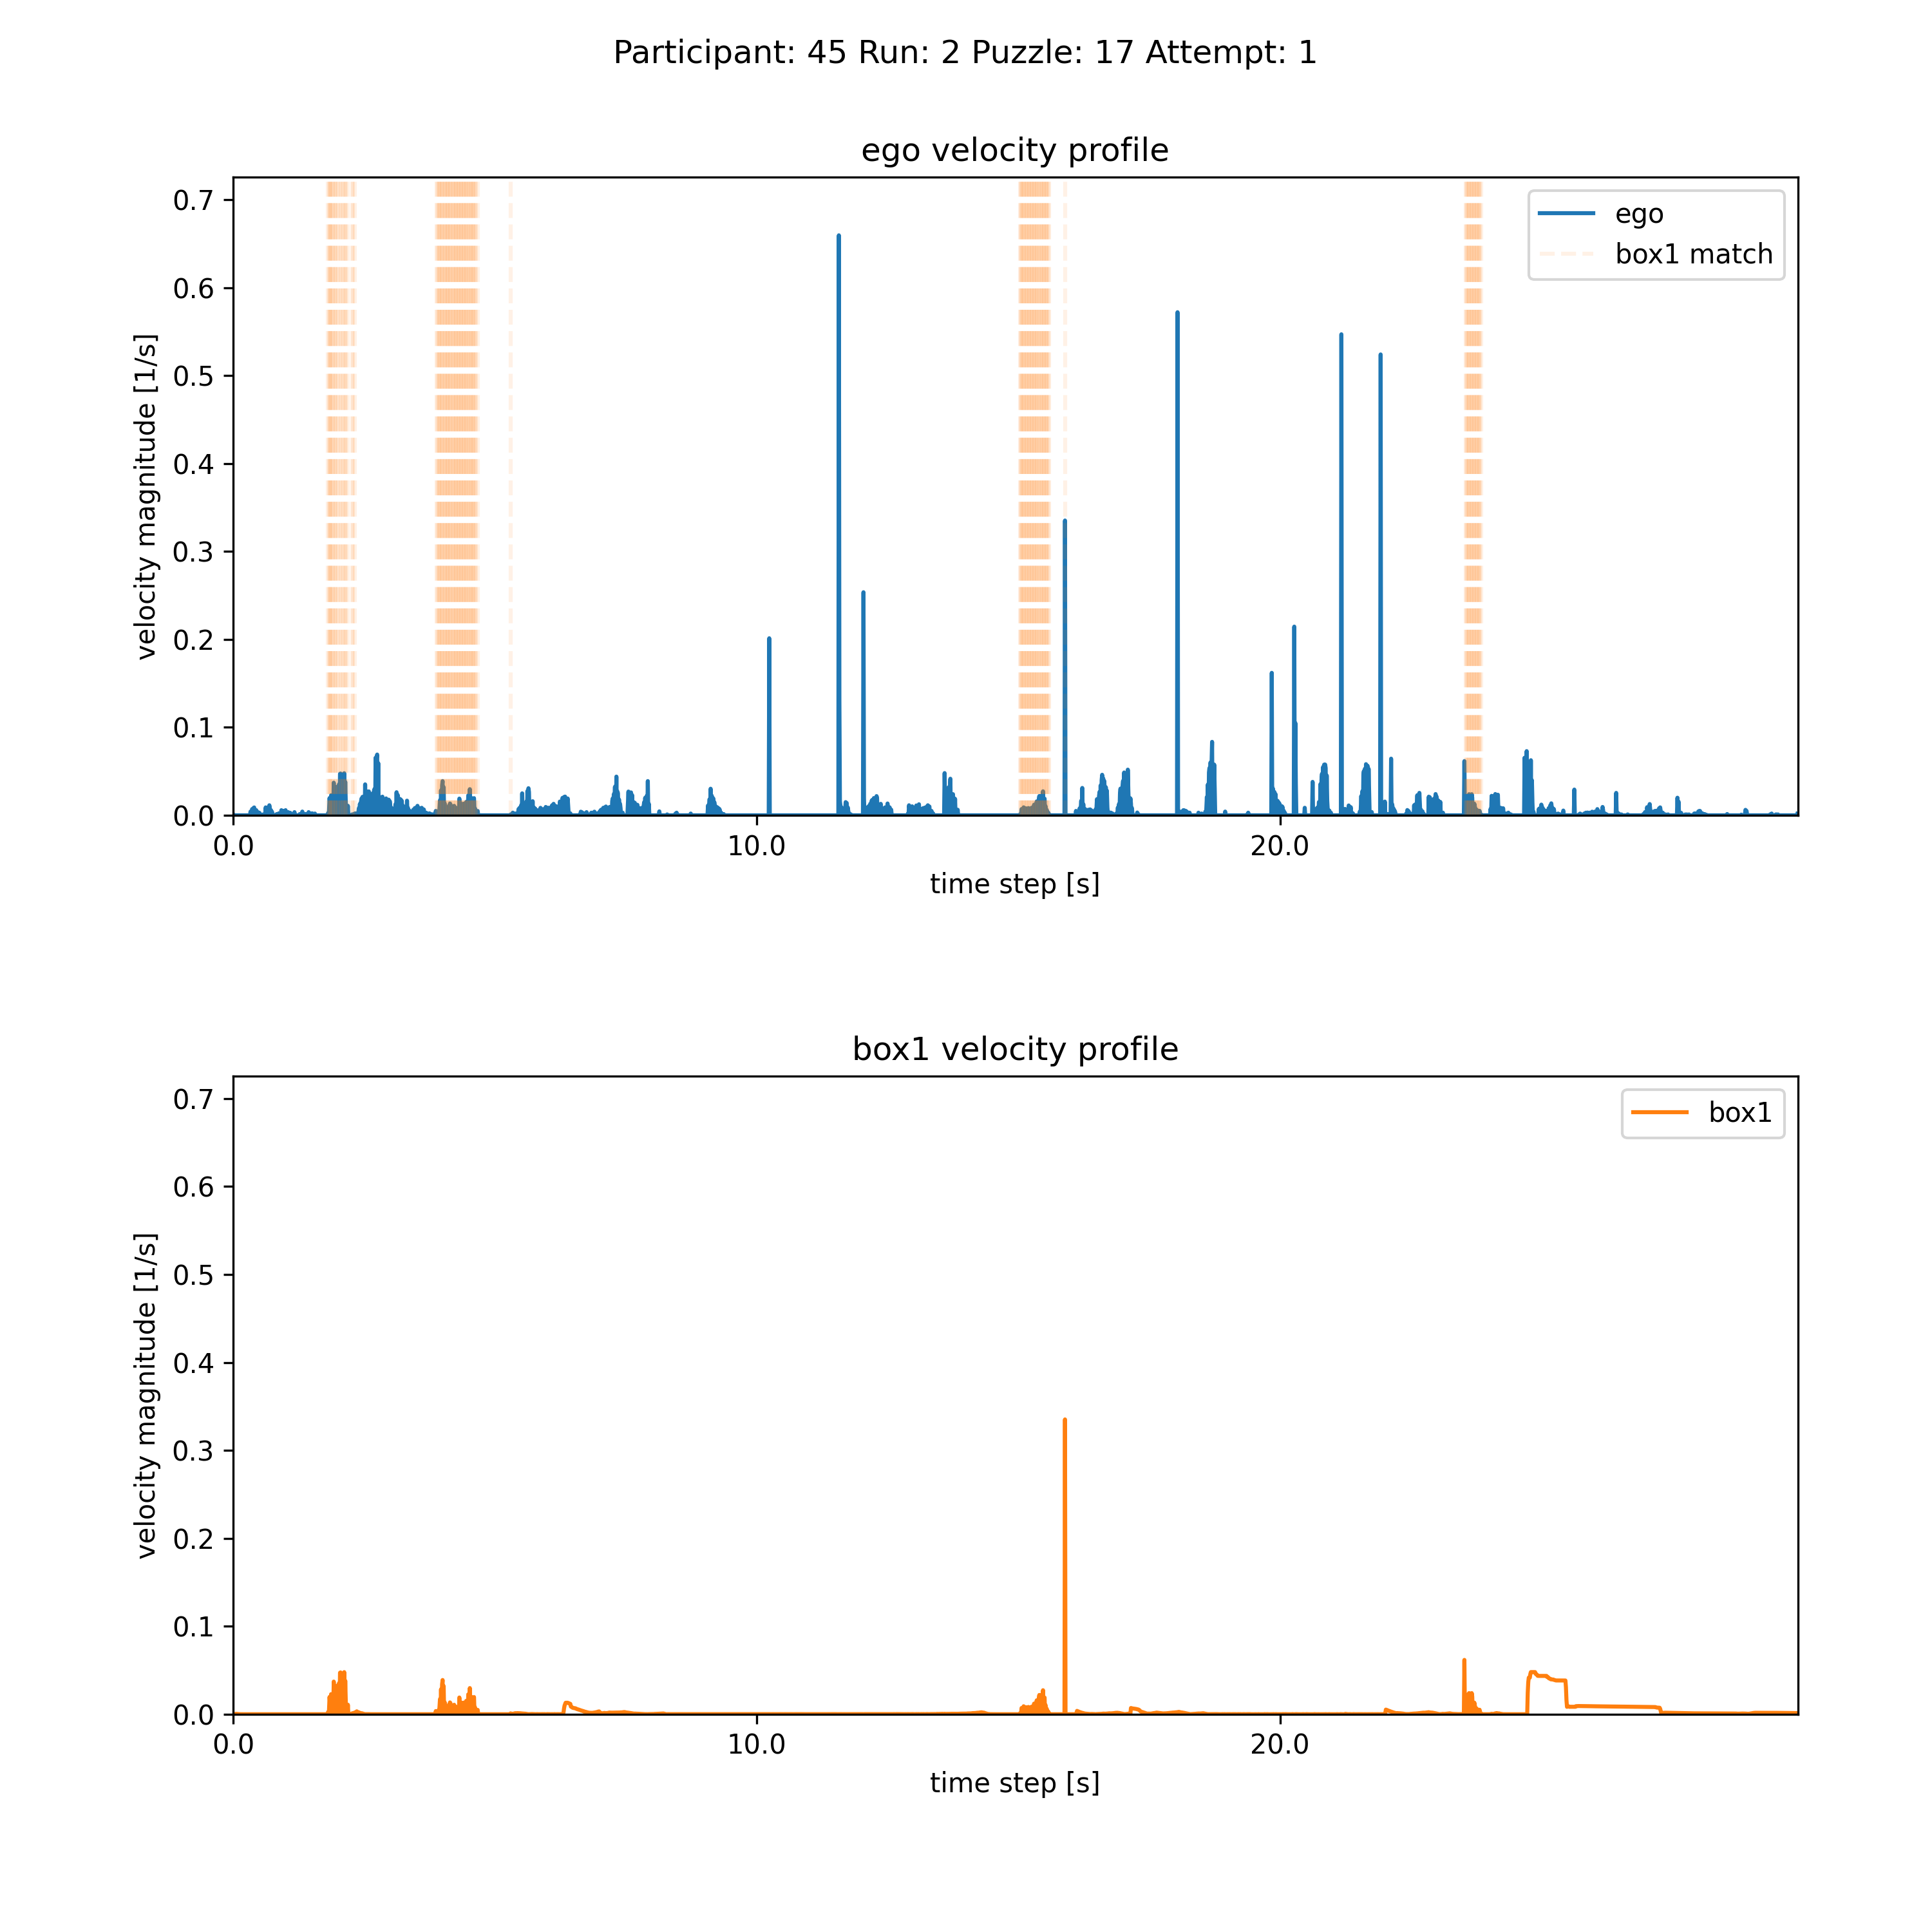 Participant: 45 Run: 2 Puzzle: 17 Attempt: 1
ego velocity profile
velocity magnitude [1/s]
0.7
0.6
0.5
0.4
0.3
0.2
0.1
0.0
ego
box1 match
0.0 10.0 20.0
time step [s]
box1 velocity profile
velocity magnitude [1/s]
0.7
0.6
0.5
0.4
0.3
0.2
0.1
0.0
box1
0.0 10.0 20.0
time step [s]